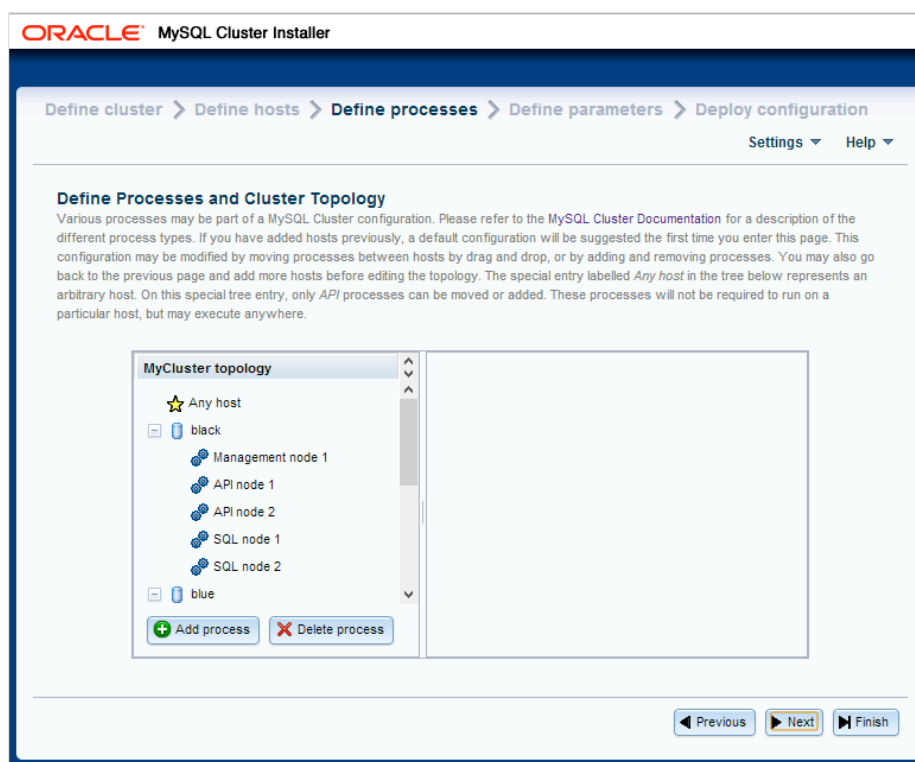 ORACLE® MySQL Cluster Installer
Define cluster > Define hosts > Define processes > Define parameters > Deploy configuration
Settings Help
Define Processes and Cluster Topology
Various processes may be part of a MySQL Cluster configuration. Please refer to the MySQL Cluster Documentation for a description of the
different process types. If you have added hosts previously, a default configuration will be suggested the first time you enter this page. This
configuration may be modified by moving processes between hosts by drag and drop, or by adding and removing processes. You may also go
back to the previous page and add more hosts before editing the topology. The special entry labelled Any host in the tree below represents an
arbitrary host. On this special tree entry, only API processes can be moved or added. These processes will not be required to run on a
particular host, but may execute anywhere.
MyCluster topology
Any host
black
Management node 1
API node 1
API node 2
SQL node 1
SQL node 2
blue
Add process Delete process
Previous Next Finish